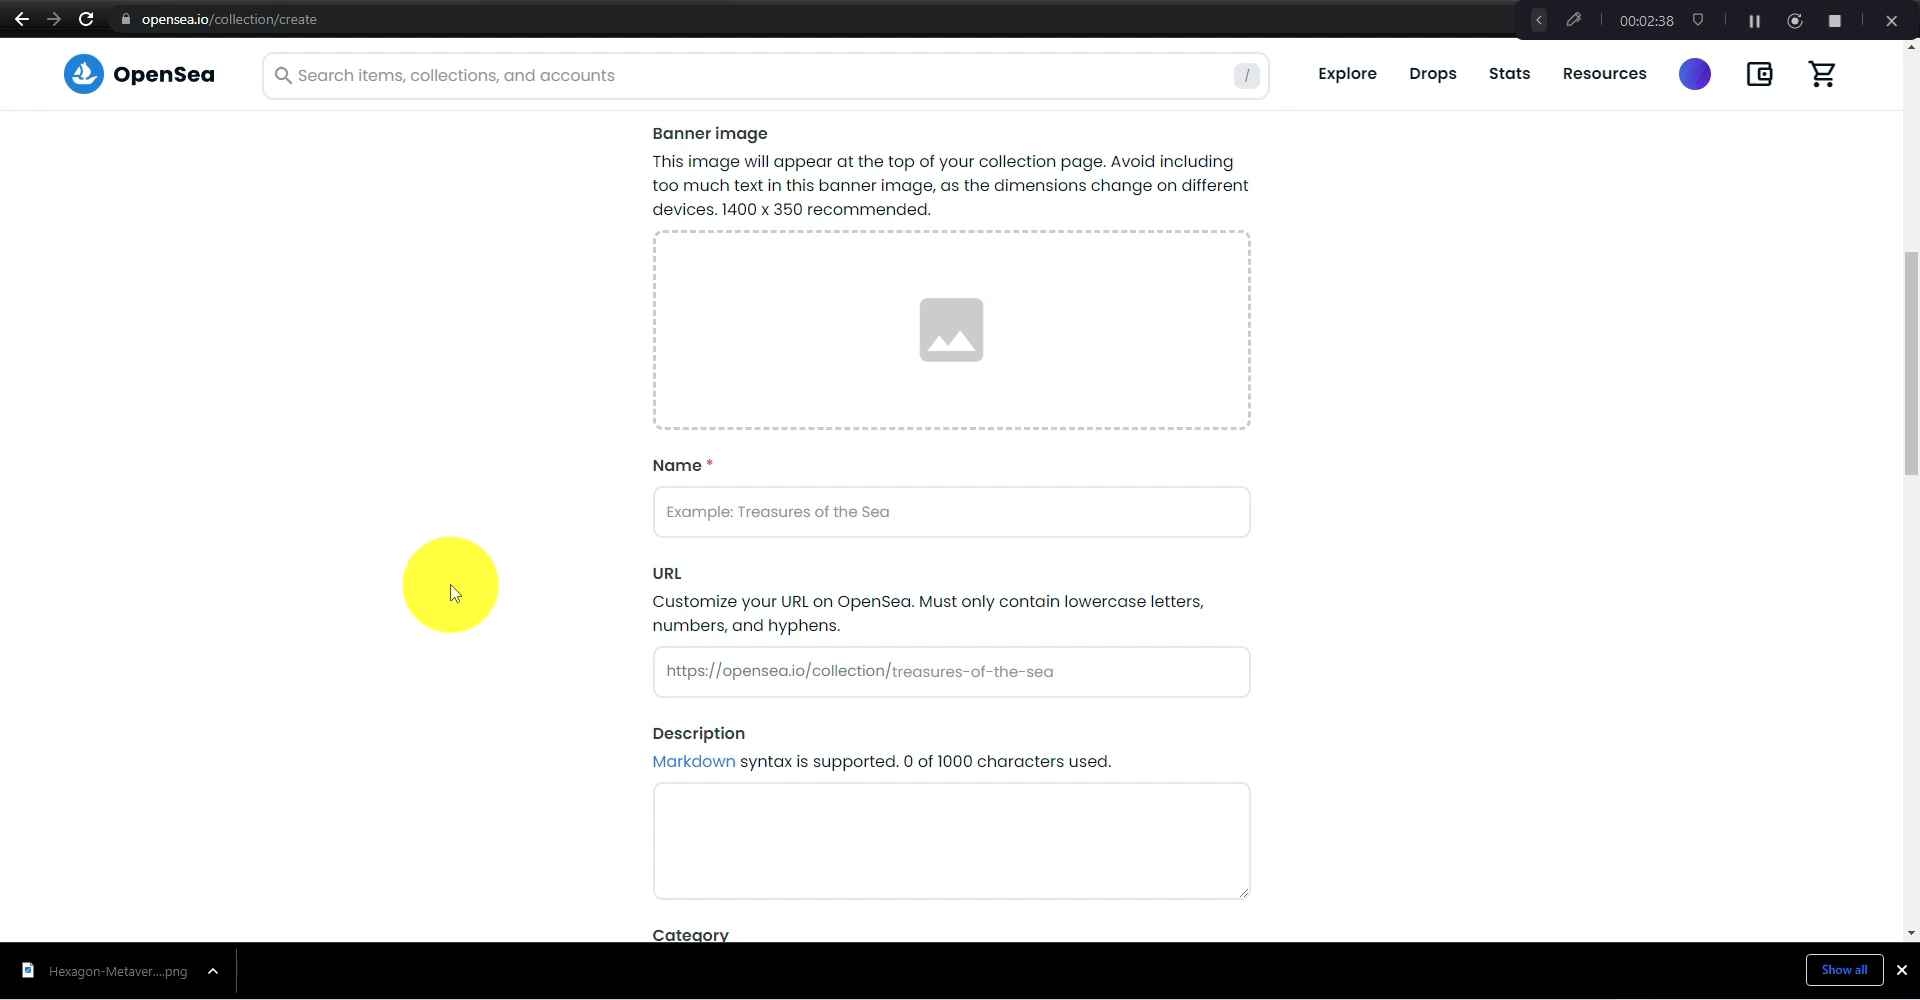 opensea.io/collection/create
00:02:38
OpenSea
Search items, collections, and accounts
/
Explore
Drops
Stats
Resources
Banner image
This image will appear at the top of your collection page. Avoid including
too much text in this banner image, as the dimensions change on different
devices. 1400 x 350 recommended.
Name *
Example: Treasures of the Sea
URL
Customize your URL on OpenSea. Must only contain lowercase letters,
numbers, and hyphens.
https://opensea.io/collection/treasures-of-the-sea
Description
Markdown syntax is supported. 0 of 1000 characters used.
Category
Hexagon-Metaver....png
Show all